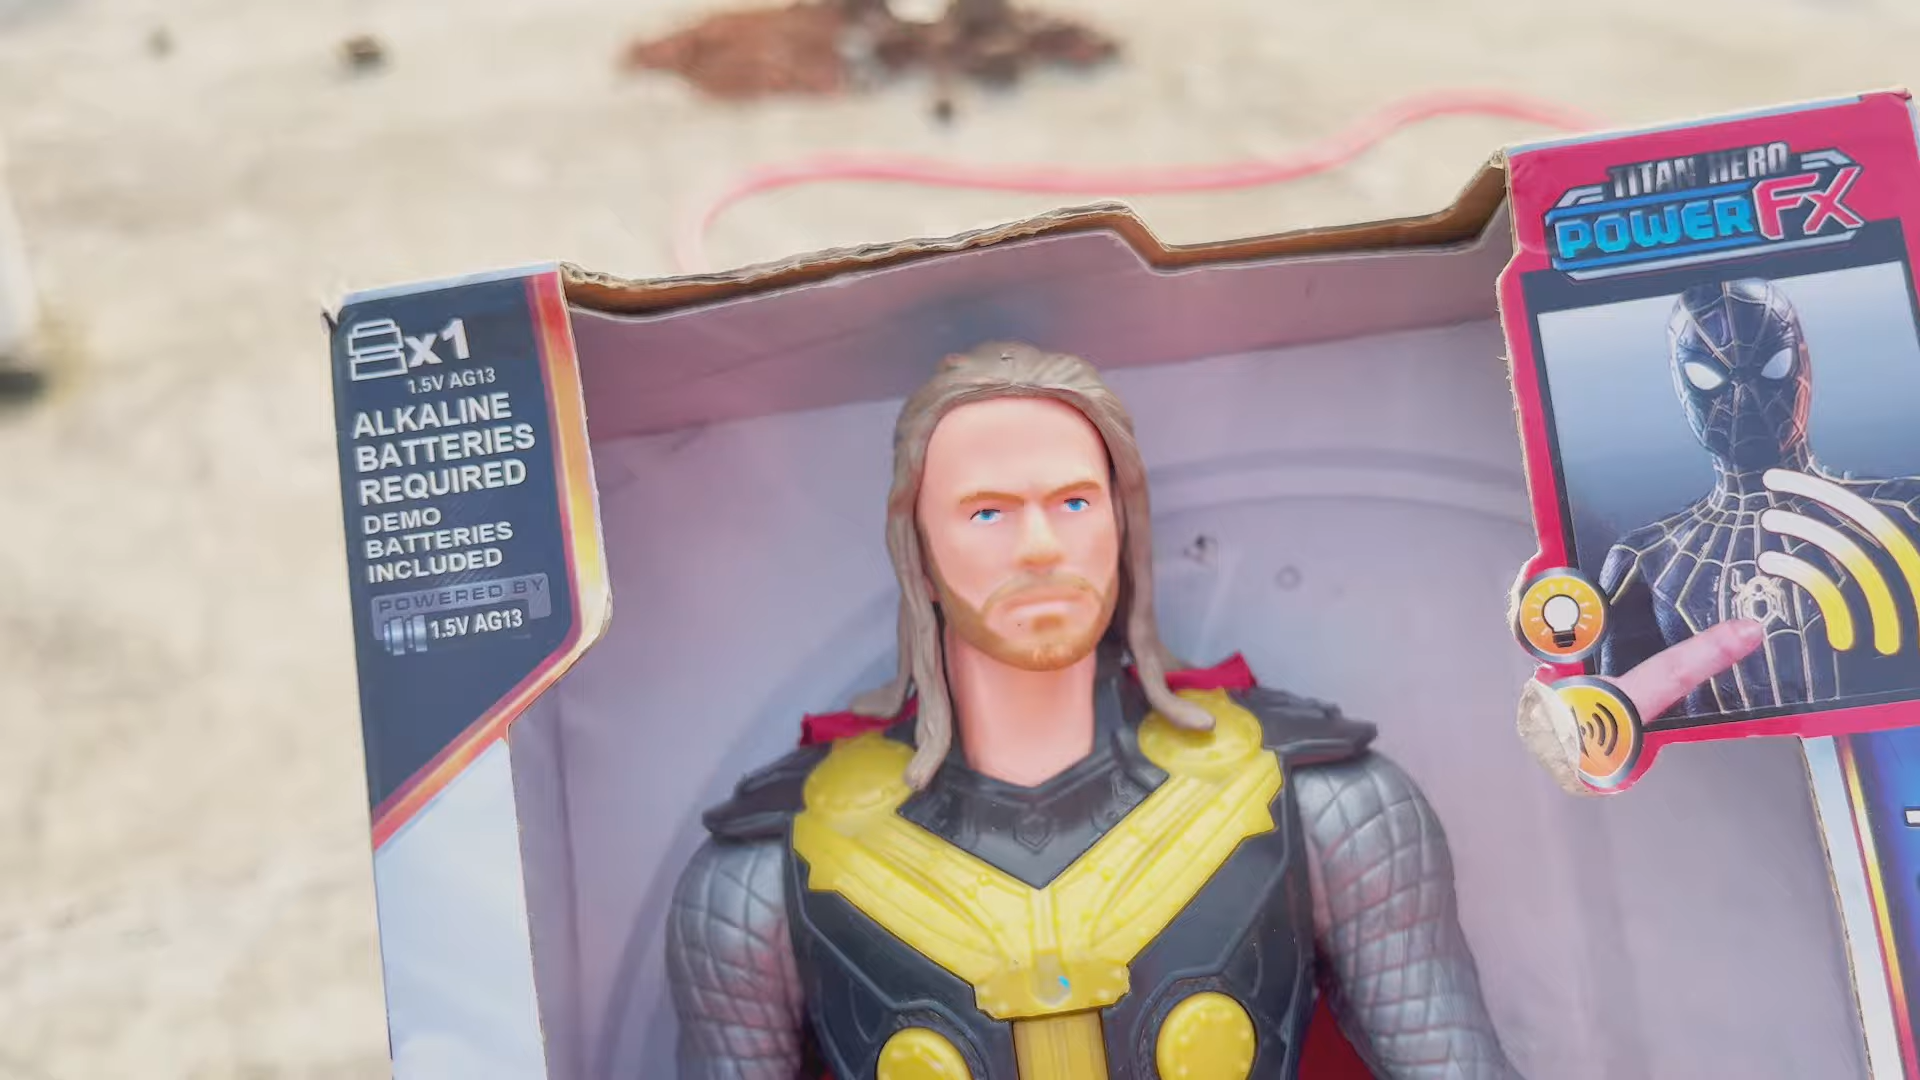 x1
1.5V AG13
ALKALINE
BATTERIES
REQUIRED
DEMO
BATTERIES
INCLUDED
POWERED BY
1.5V AG13
TITAN HERO
POWER FX